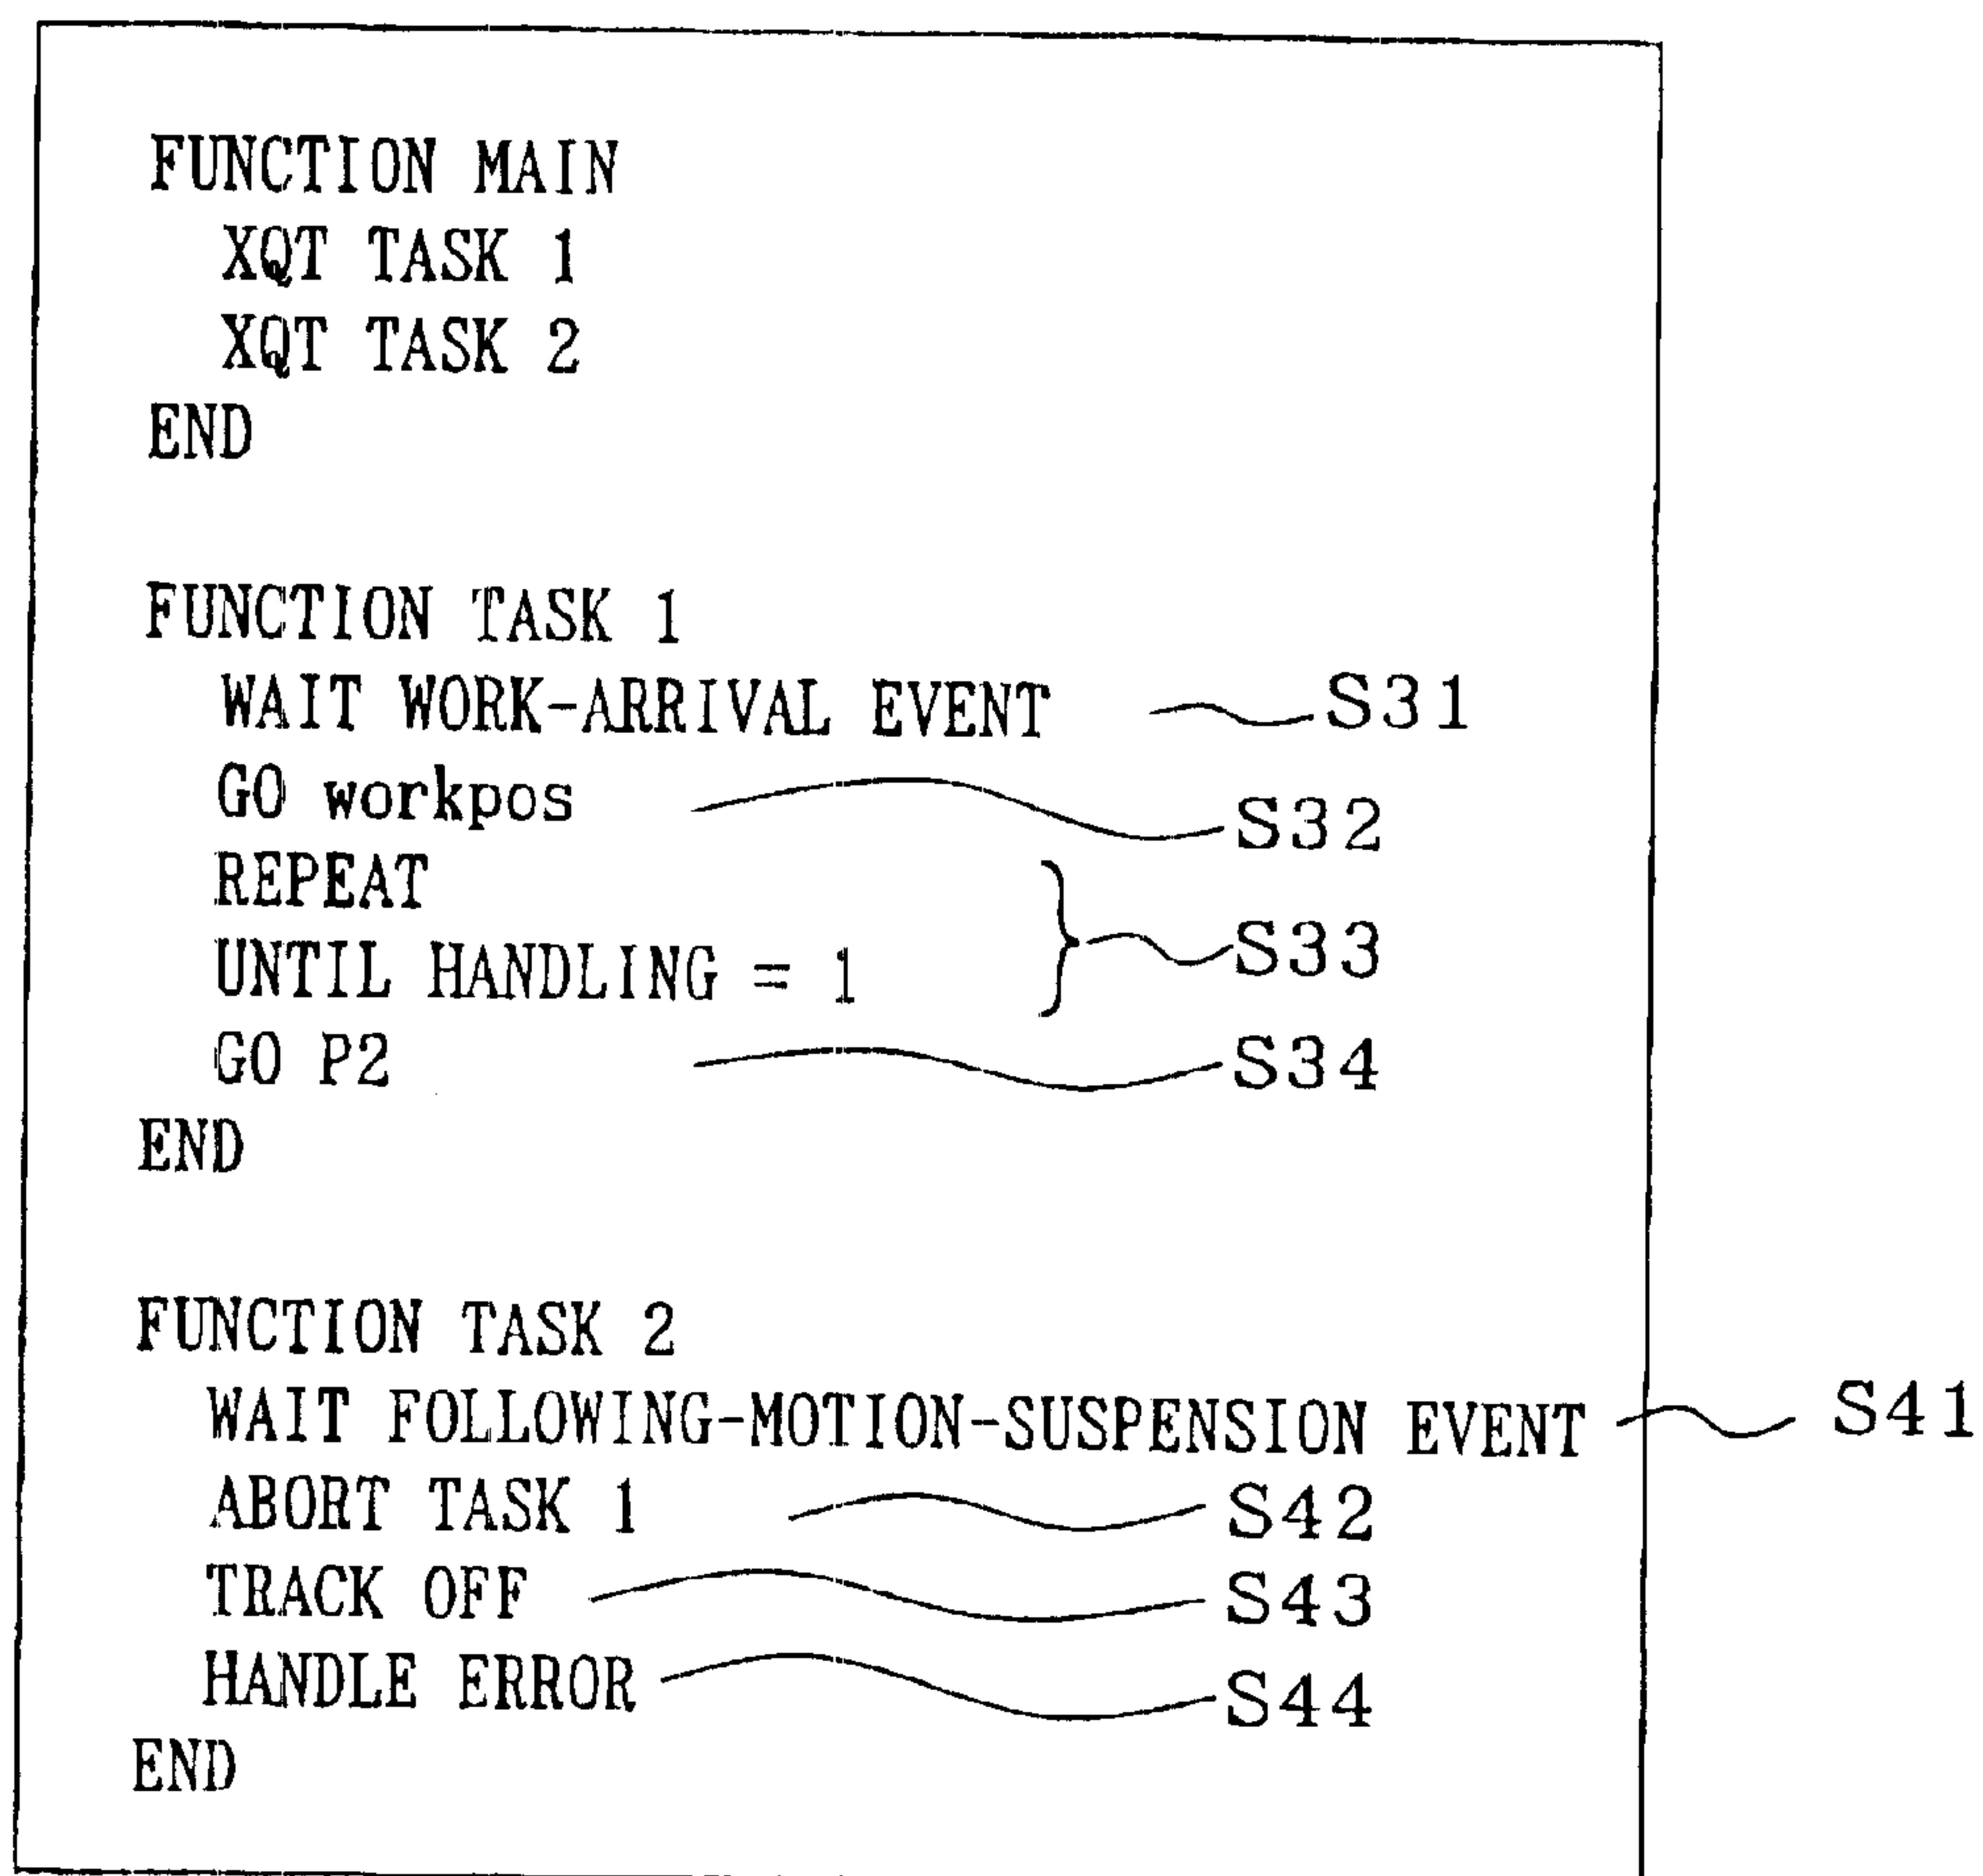 FUNCTION MAIN
XQT TASK 1
XQT TASK 2
END
FUNCTION TASK 1
WAIT WORK-ARRIVAL EVENT S31
GO workpos S32
REPEAT
UNTIL HANDLING = 1 S33
GO P2 S34
END
FUNCTION TASK 2
WAIT FOLLOWING-MOTION-SUSPENSION EVENT S41
ABORT TASK 1 S42
TRACK OFF S43
HANDLE ERROR S44
END